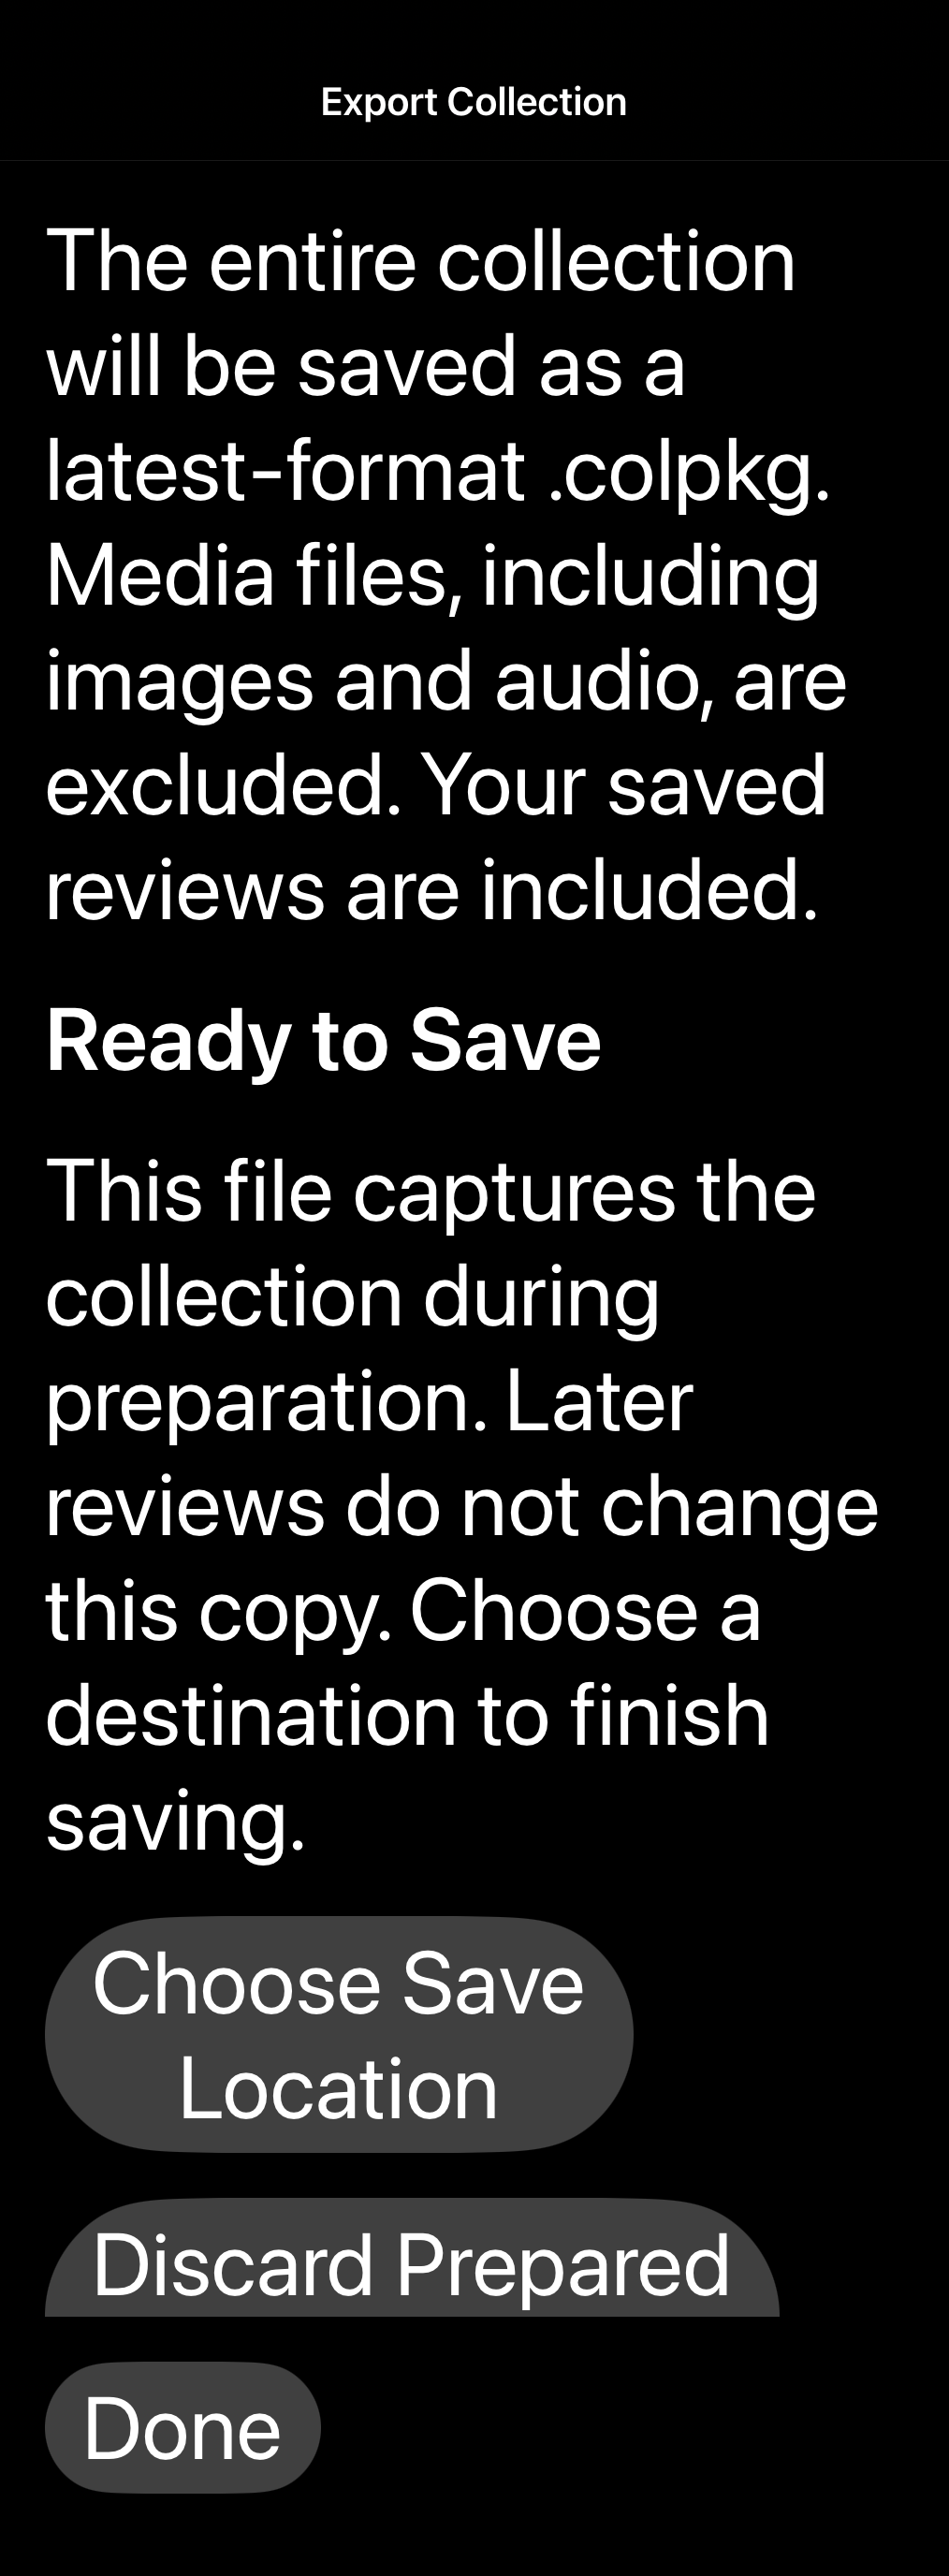 Export Collection
The entire collection
will be saved as a
latest-format .colpkg.
Media files, including
images and audio, are
excluded. Your saved
reviews are included.
Ready to Save
This file captures the
collection during
preparation. Later
reviews do not change
this copy. Choose a
destination to finish
saving.
Choose Save
Location
Discard Prepared
Done